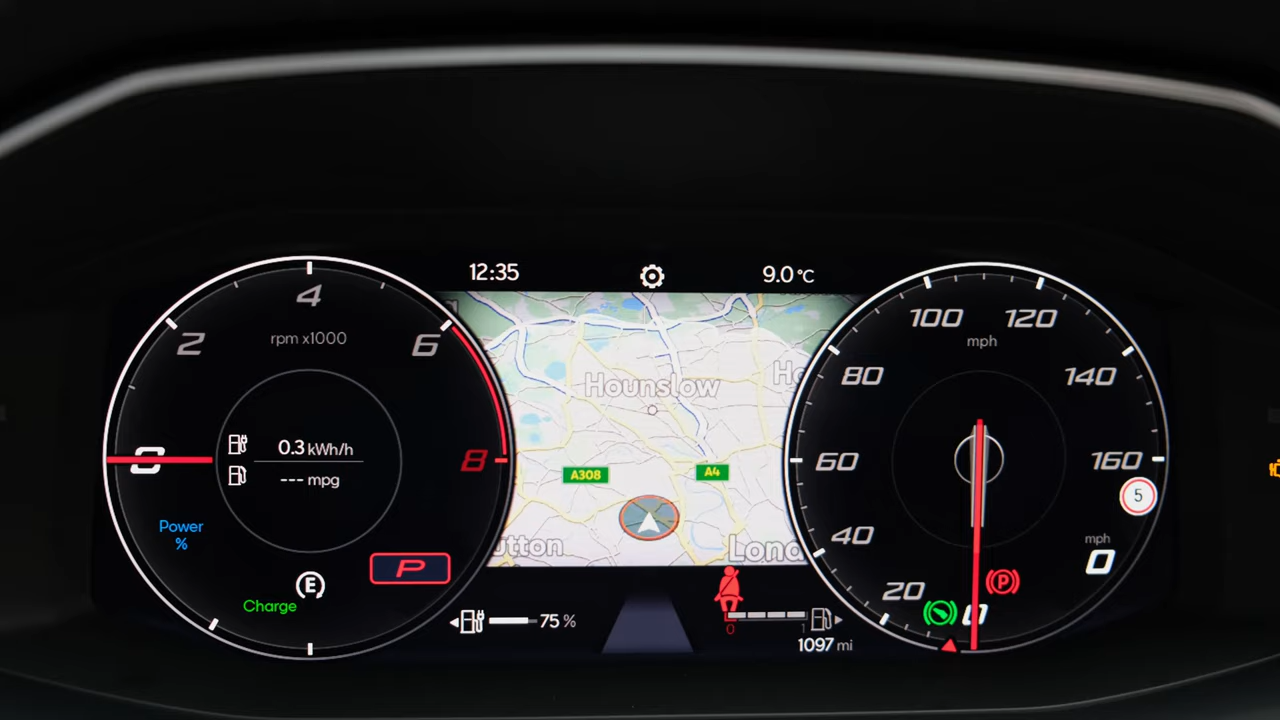 12:35
9.0 °C
2
4
6
8
0
rpm x1000
0.3 kWh/h
--- mpg
Power
%
Charge
E
P
Hounslow
Ho
A308
A4
utton
Lond
75 %
0
1
1097 mi
0
20
40
60
80
100
120
140
160
mph
5
mph
0
P